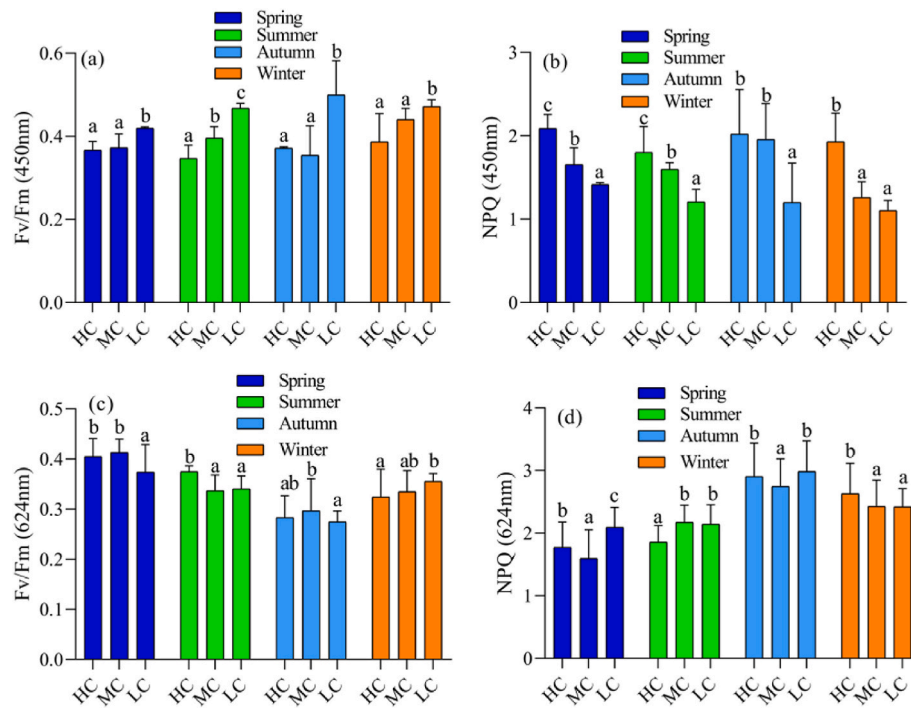 (a)
Spring
Summer
Autumn
Winter
Fv/Fm (450nm)
0.6
0.4
0.2
0.0
a a b
a b c
a a b
a a b
HC MC LC HC MC LC HC MC LC HC MC LC
(b)
Spring
Summer
Autumn
Winter
NPQ (450nm)
3
2
1
0
c b a
c b a
b b a
b a a
HC MC LC HC MC LC HC MC LC HC MC LC
(c)
Spring
Summer
Autumn
Winter
Fv/Fm (624nm)
0.5
0.4
0.3
0.2
0.1
0.0
b b a
b a a
ab b a
a ab b
HC MC LC HC MC LC HC MC LC HC MC LC
(d)
Spring
Summer
Autumn
Winter
NPQ (624nm)
4
3
2
1
0
b a c
a b b
b a b
b a a
HC MC LC HC MC LC HC MC LC HC MC LC